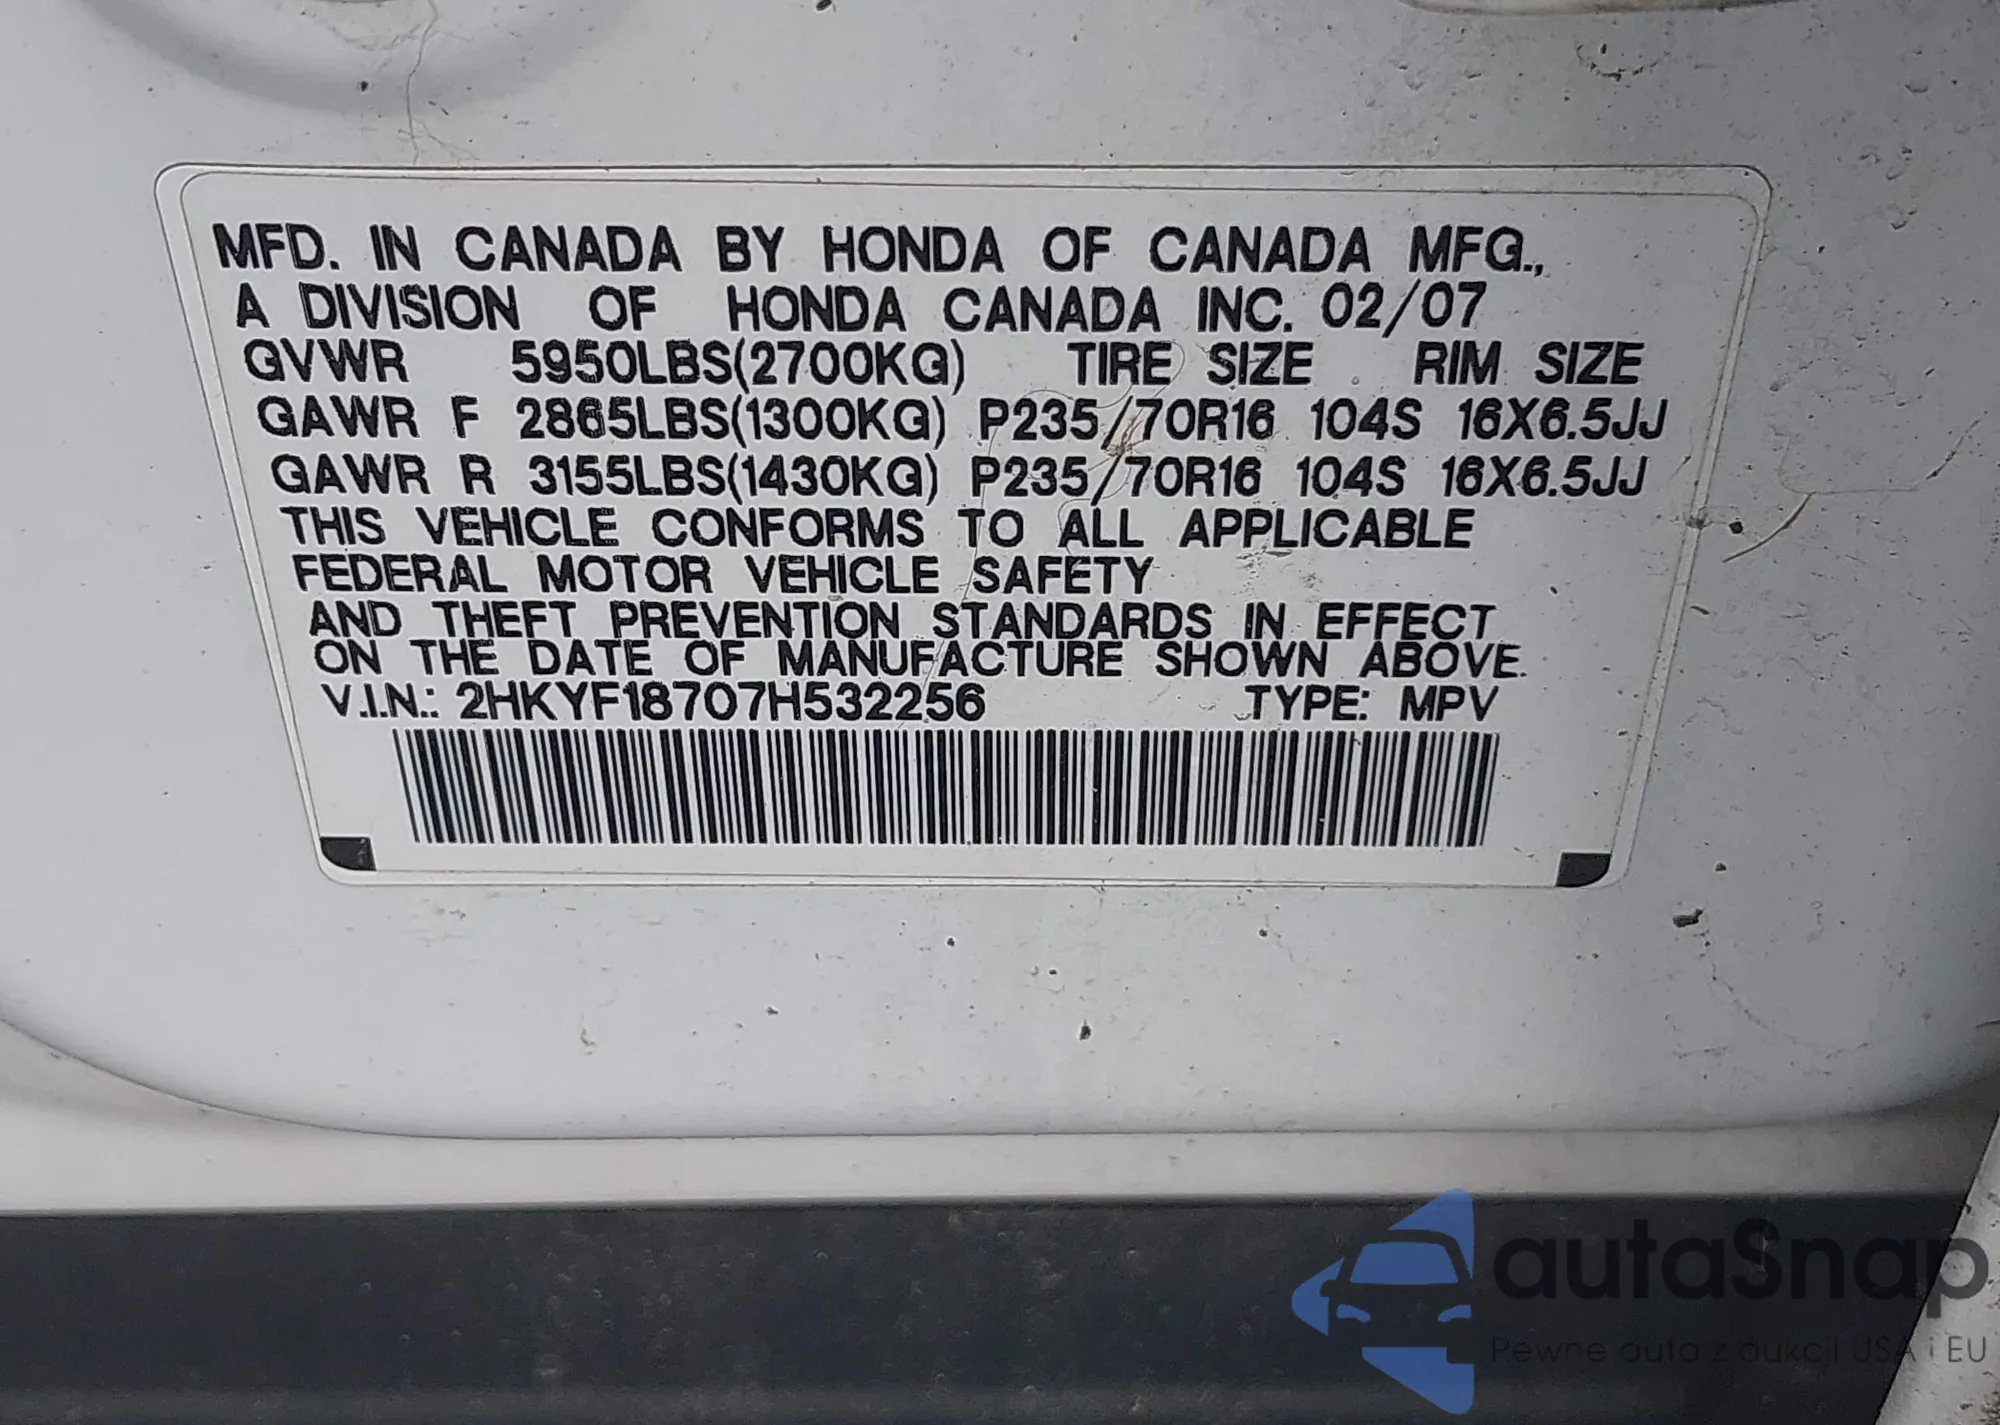 MFD. IN CANADA BY HONDA OF CANADA MFG.,
A DIVISION OF HONDA CANADA INC. 02/07
GVWR 5950LBS(2700KG) TIRE SIZE RIM SIZE
GAWR F 2865LBS(1300KG) P235/70R16 104S 16X6.5JJ
GAWR R 3155LBS(1430KG) P235/70R16 104S 16X6.5JJ
THIS VEHICLE CONFORMS TO ALL APPLICABLE
FEDERAL MOTOR VEHICLE SAFETY
AND THEFT PREVENTION STANDARDS IN EFFECT
ON THE DATE OF MANUFACTURE SHOWN ABOVE.
V.I.N.: 2HKYF18707H532256 TYPE: MPV
autaSnap
Pewne auta z aukcji USA i EU